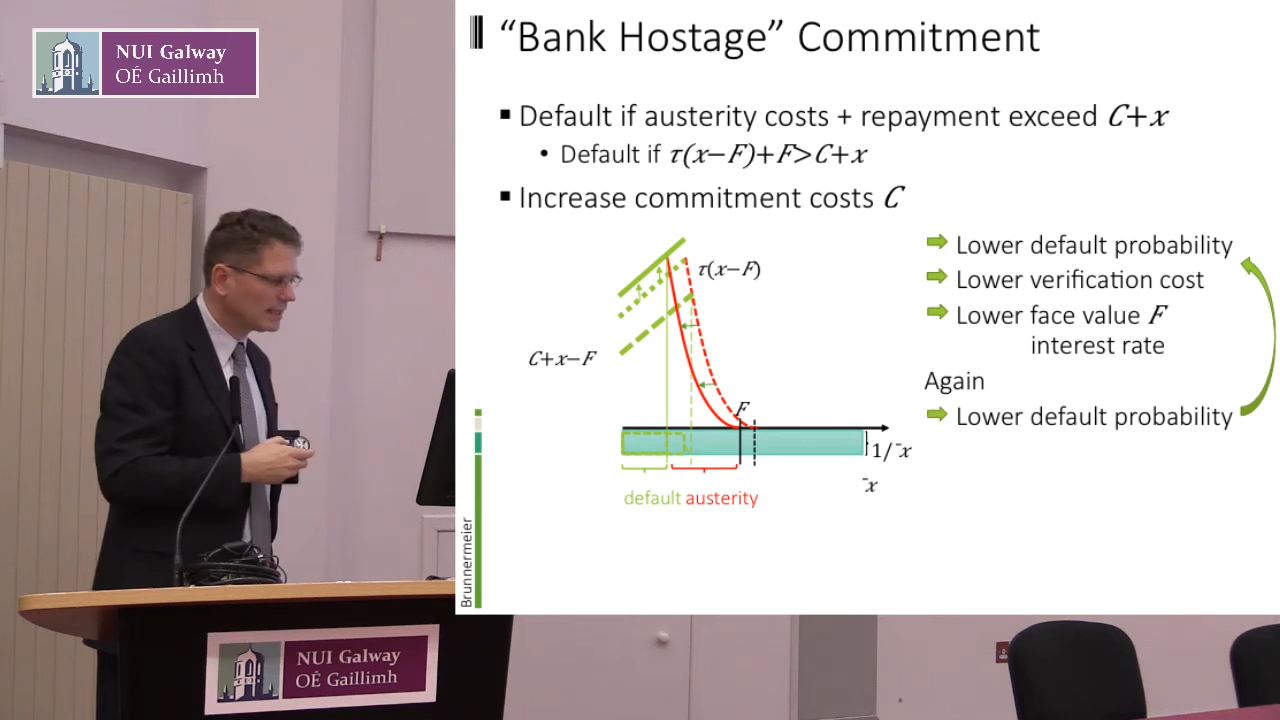 NUI Galway
OÉ Gaillimh
“Bank Hostage” Commitment
Default if austerity costs + repayment exceed C+x
Default if τ(x−F)+F>C+x
Increase commitment costs C
Lower default probability
Lower verification cost
Lower face value F
interest rate
Again
Lower default probability
τ(x−F)
C+x−F
F
1/¯x
¯x
default austerity
Brunnermeier
NUI Galway
OÉ Gaillimh